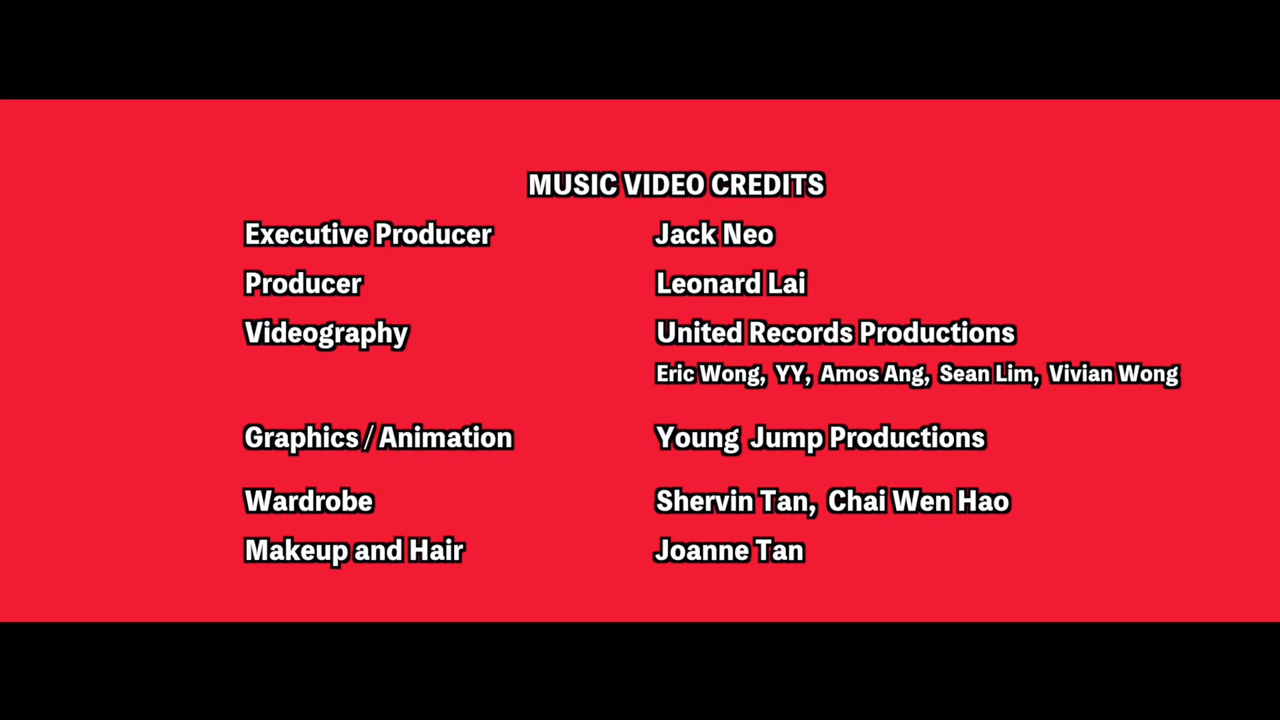 MUSIC VIDEO CREDITS
Executive Producer Jack Neo
Producer Leonard Lai
Videography United Records Productions
Eric Wong, YY, Amos Ang, Sean Lim, Vivian Wong
Graphics / Animation Young Jump Productions
Wardrobe Shervin Tan, Chai Wen Hao
Makeup and Hair Joanne Tan